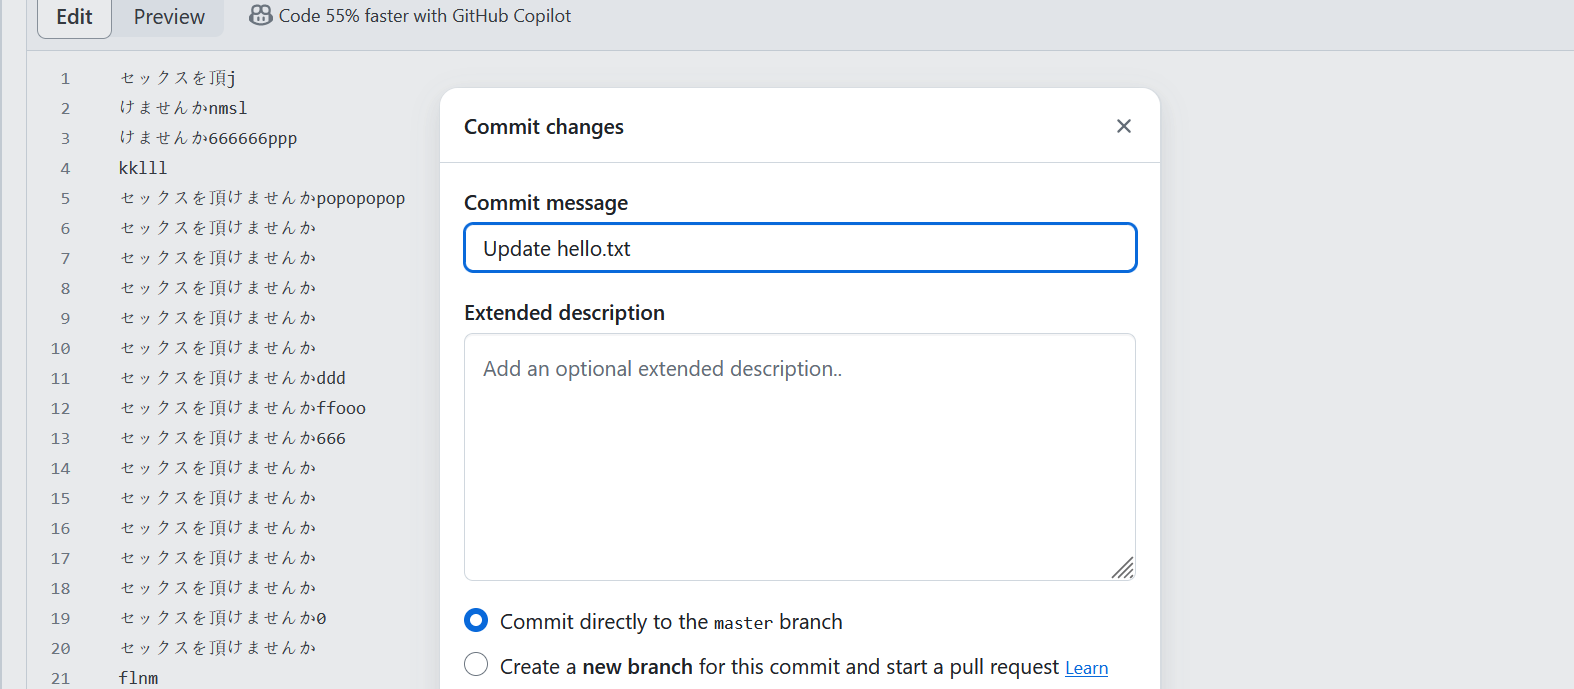 Edit Preview Code 55% faster with GitHub Copilot
1 セックスを頂j
2 けませんかnmsl
3 けませんか666666ppp
4 kklll
5 セックスを頂けませんかpopopopop
6 セックスを頂けませんか
7 セックスを頂けませんか
8 セックスを頂けませんか
9 セックスを頂けませんか
10 セックスを頂けませんか
11 セックスを頂けませんかddd
12 セックスを頂けませんかffooo
13 セックスを頂けませんか666
14 セックスを頂けませんか
15 セックスを頂けませんか
16 セックスを頂けませんか
17 セックスを頂けませんか
18 セックスを頂けませんか
19 セックスを頂けませんか0
20 セックスを頂けませんか
21 flnm
Commit changes
Commit message
Update hello.txt
Extended description
Add an optional extended description..
Commit directly to the master branch
Create a new branch for this commit and start a pull request Learn